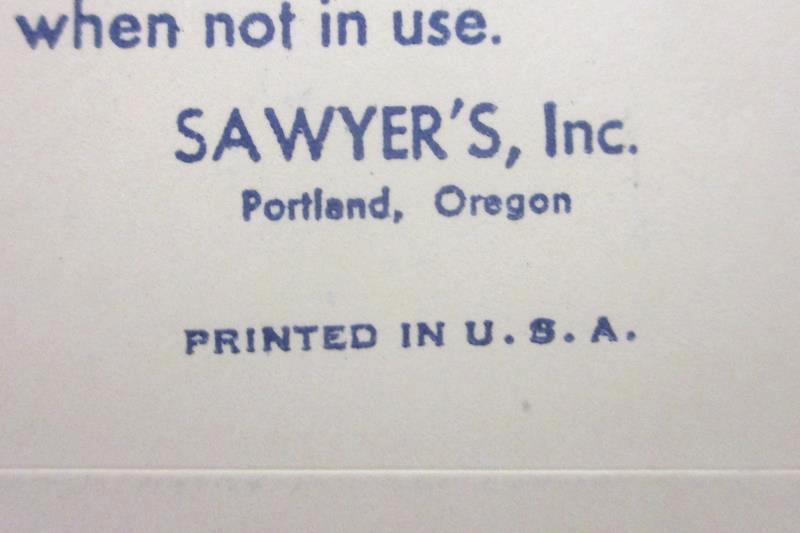 when not in use.
SAWYER'S, Inc.
Portland, Oregon
PRINTED IN U.S.A.